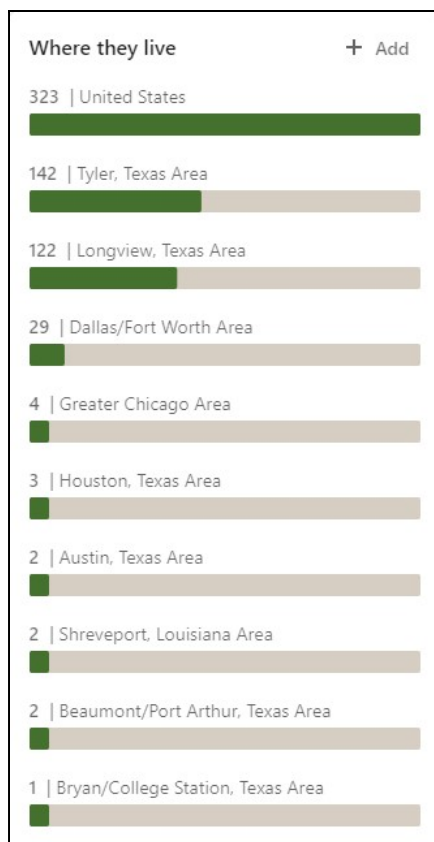 Where they live + Add
323 | United States
142 | Tyler, Texas Area
122 | Longview, Texas Area
29 | Dallas/Fort Worth Area
4 | Greater Chicago Area
3 | Houston, Texas Area
2 | Austin, Texas Area
2 | Shreveport, Louisiana Area
2 | Beaumont/Port Arthur, Texas Area
1 | Bryan/College Station, Texas Area